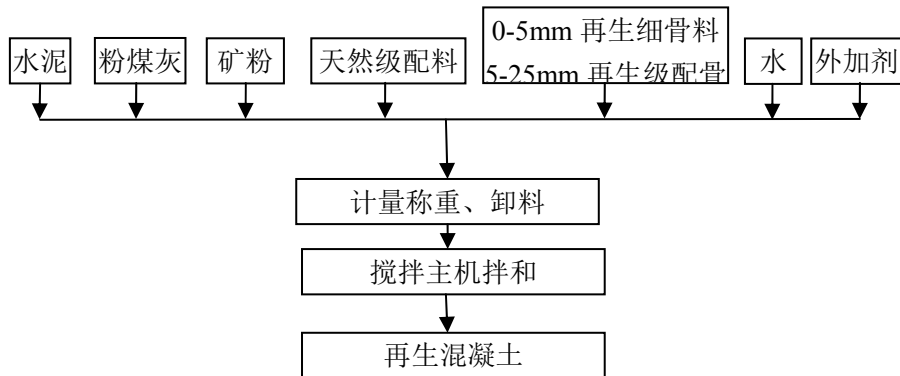 水泥
粉煤灰
矿粉
天然级配料
0-5mm 再生细骨料
5-25mm 再生级配骨
水
外加剂
计量称重、卸料
搅拌主机拌和
再生混凝土